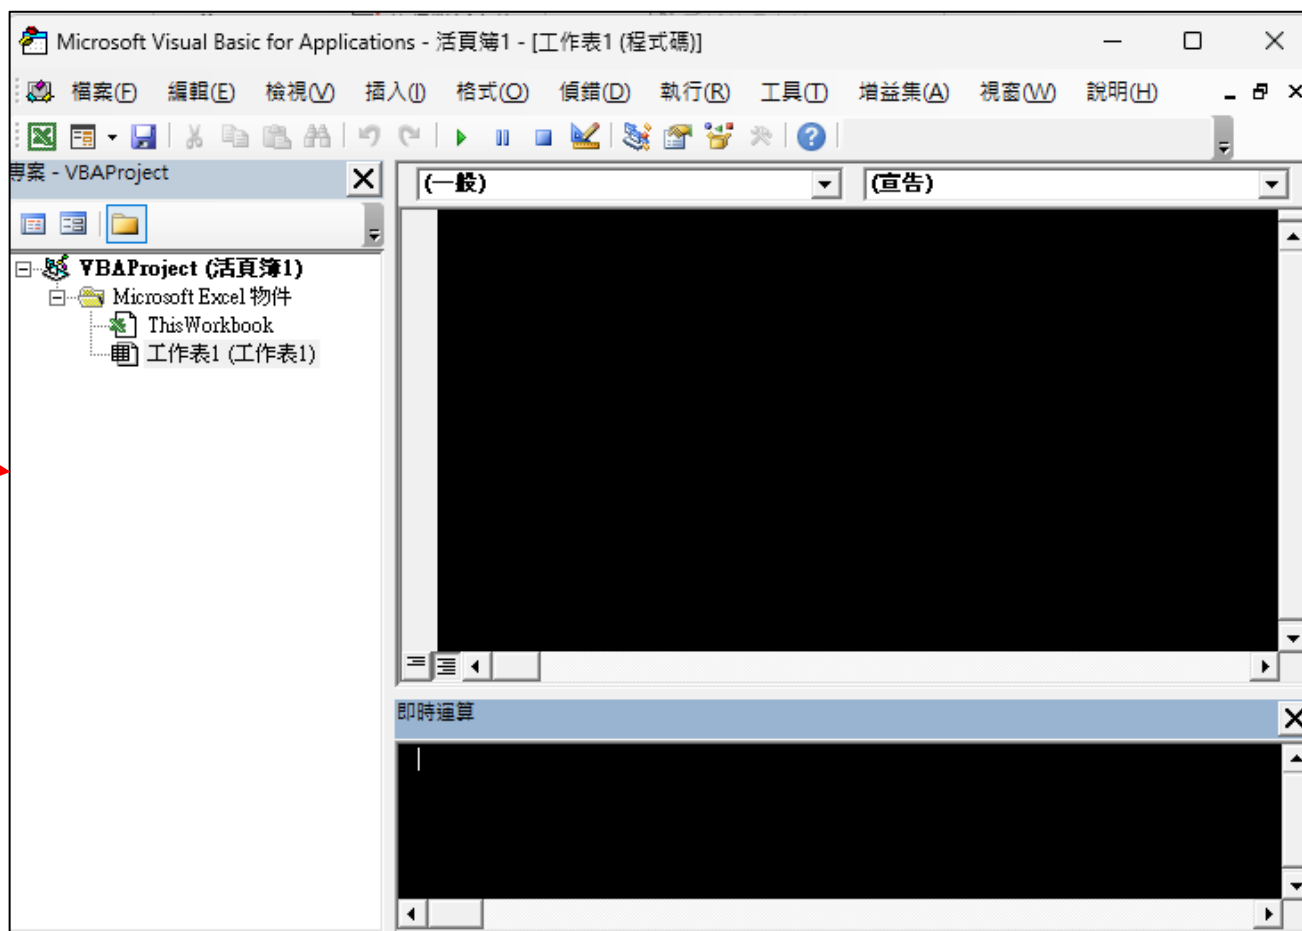 Microsoft Visual Basic for Applications - 活頁簿1 - [工作表1 (程式碼)]
檔案(F) 編輯(E) 檢視(V) 插入(I) 格式(O) 偵錯(D) 執行(R) 工具(T) 增益集(A) 視窗(W) 說明(H)
專案 - VBAProject
(一般) (宣告)
VBAProject (活頁簿1)
Microsoft Excel 物件
ThisWorkbook
工作表1 (工作表1)
即時運算